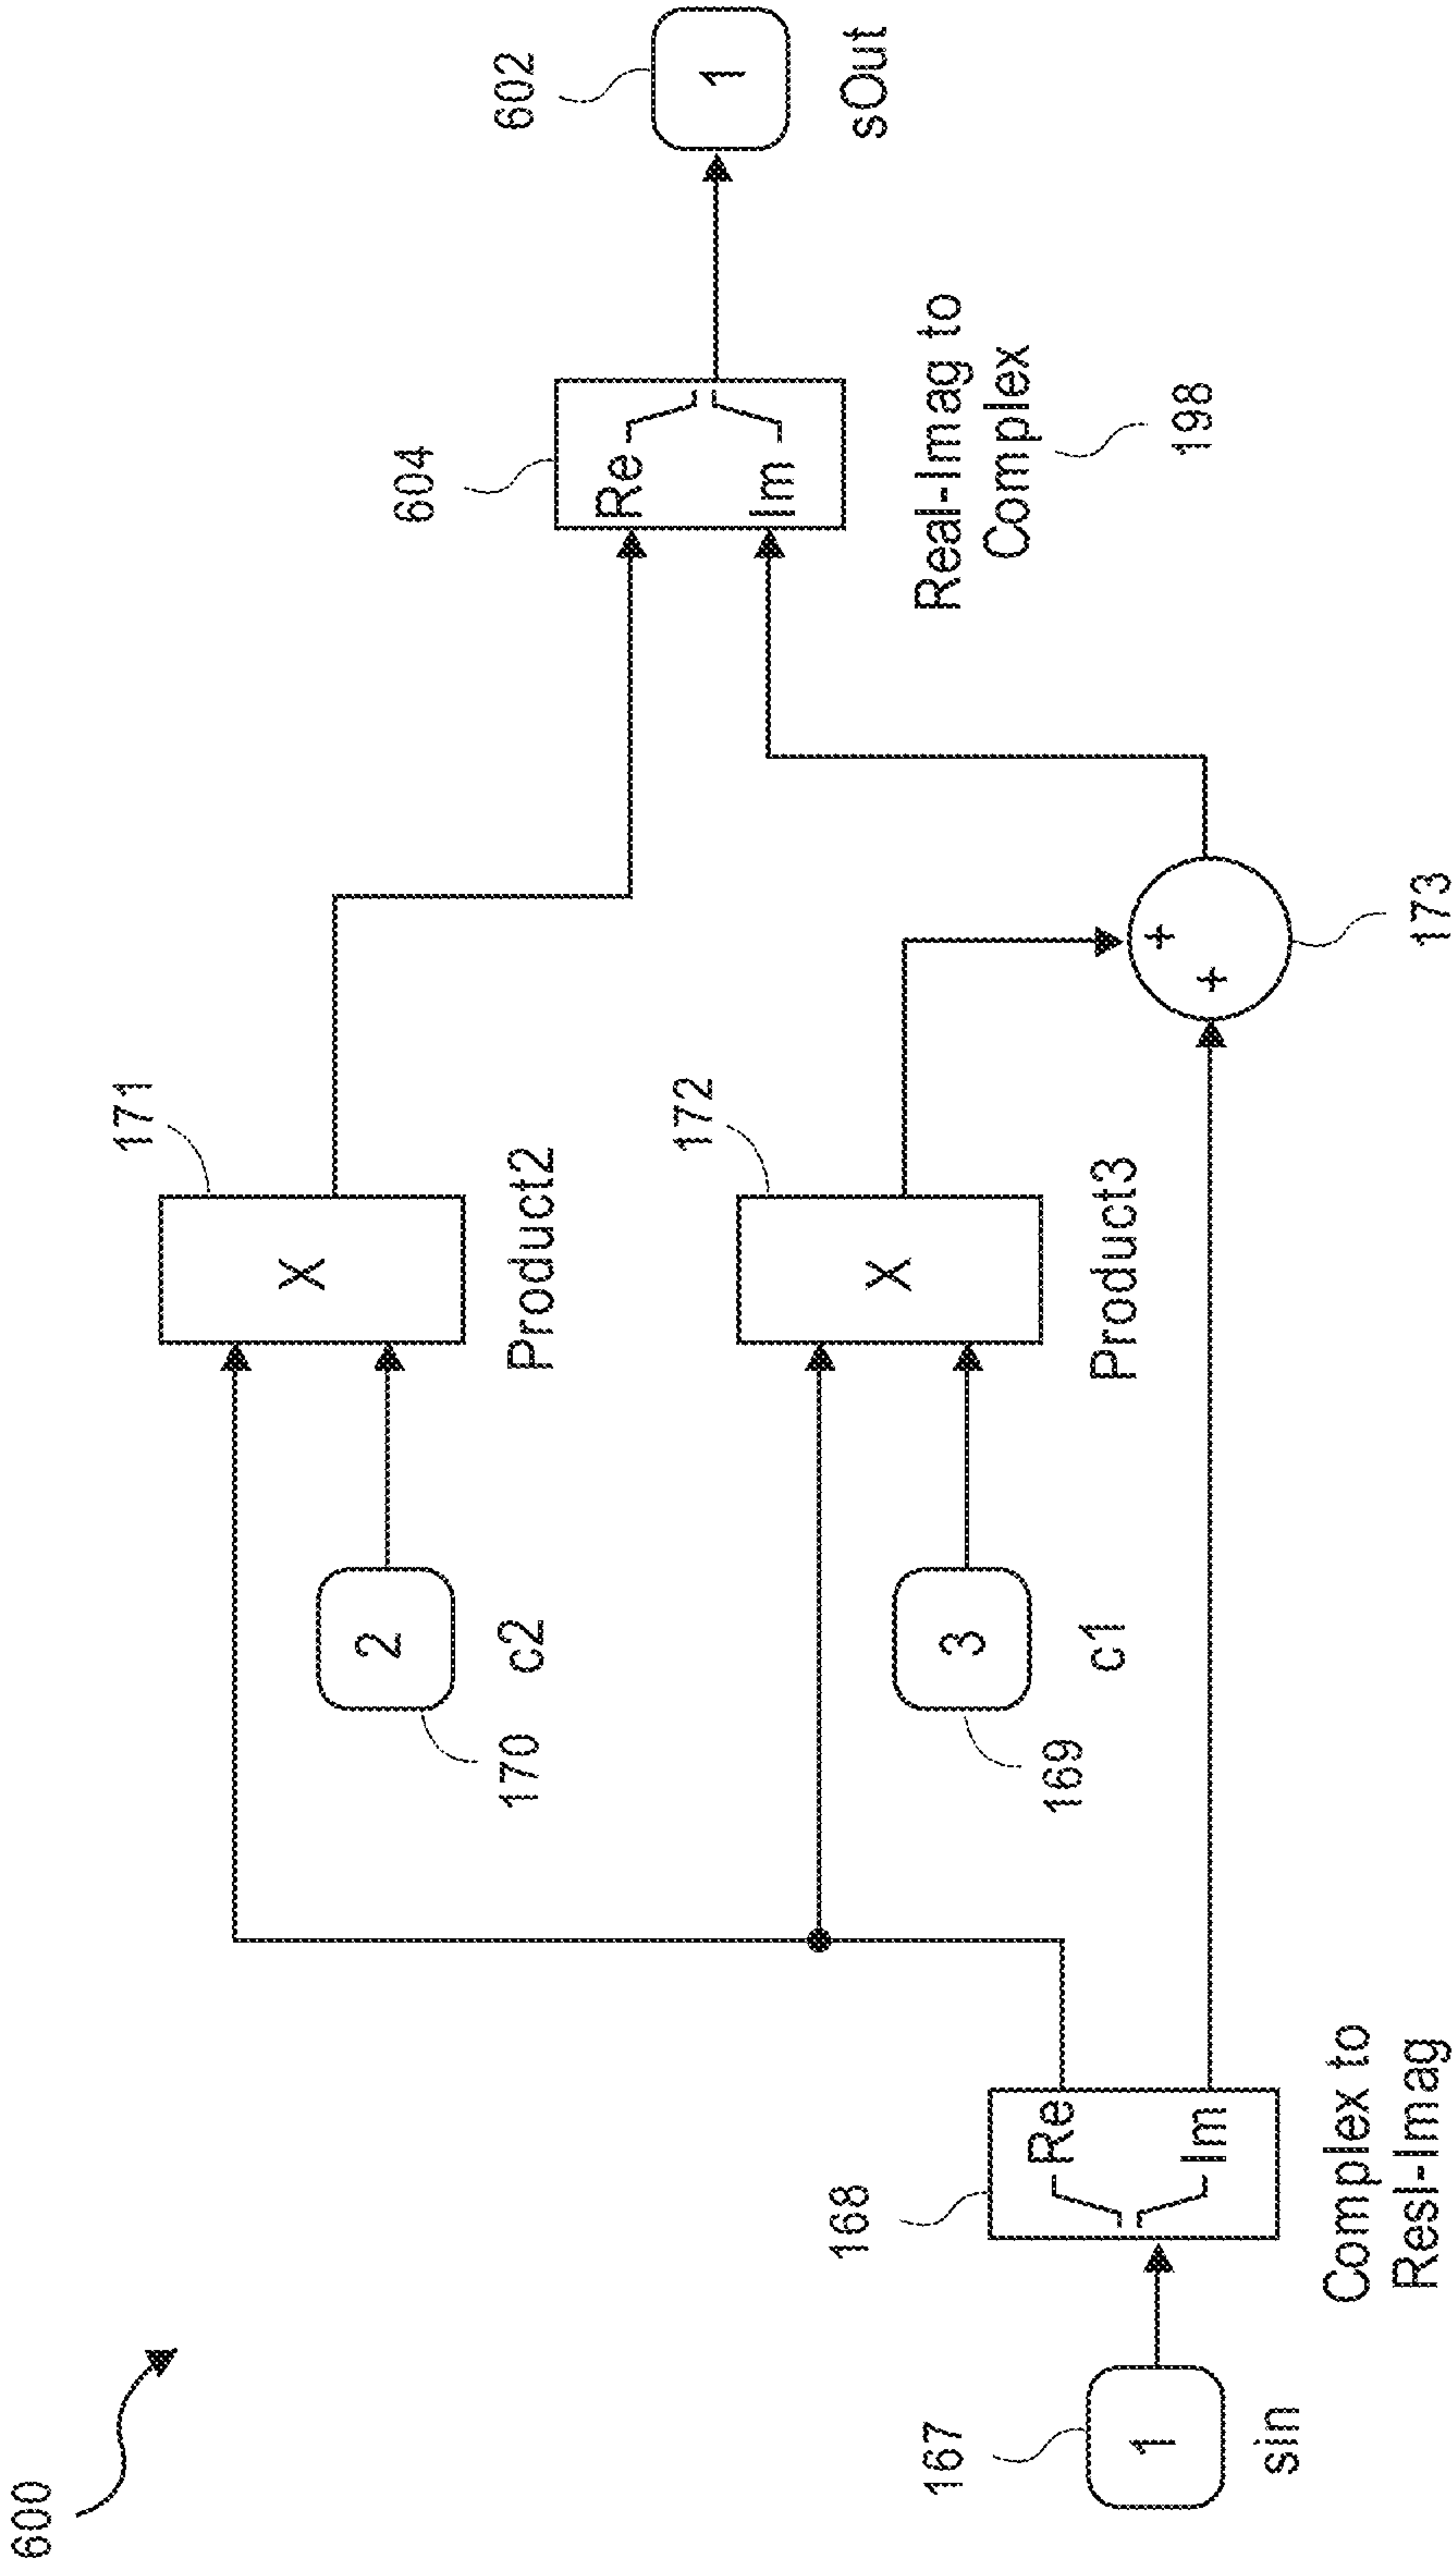 600
171
X
Product2
2
c2
170
172
X
Product3
3
c1
169
604
Re
Im
Real-Imag to
Complex
198
602
1
sOut
167
1
sin
168
Re
Im
Complex to
Resl-Imag
+
+
173